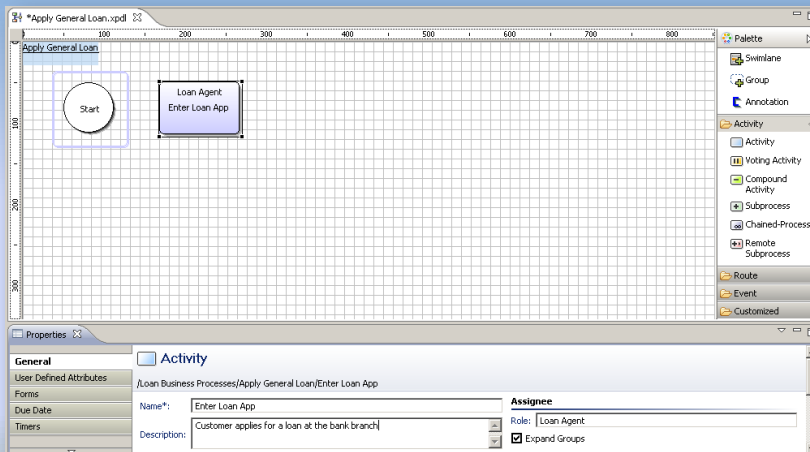 *Apply General Loan.xpdl
0 100 200 300 400 500 600 700 800
Palette
Apply General Loan
Swimlane
Group
Annotation
Loan Agent
Enter Loan App
Start
100
Activity
Activity
Voting Activity
Compound
Activity
200
Subprocess
Chained-Process
Remote
Subprocess
300
Route
Event
Customized
Properties
General
Activity
User Defined Attributes
/Loan Business Processes/Apply General Loan/Enter Loan App
Forms
Due Date
Timers
Name*: Enter Loan App
Description: Customer applies for a loan at the bank branch
Assignee
Role: Loan Agent
Expand Groups